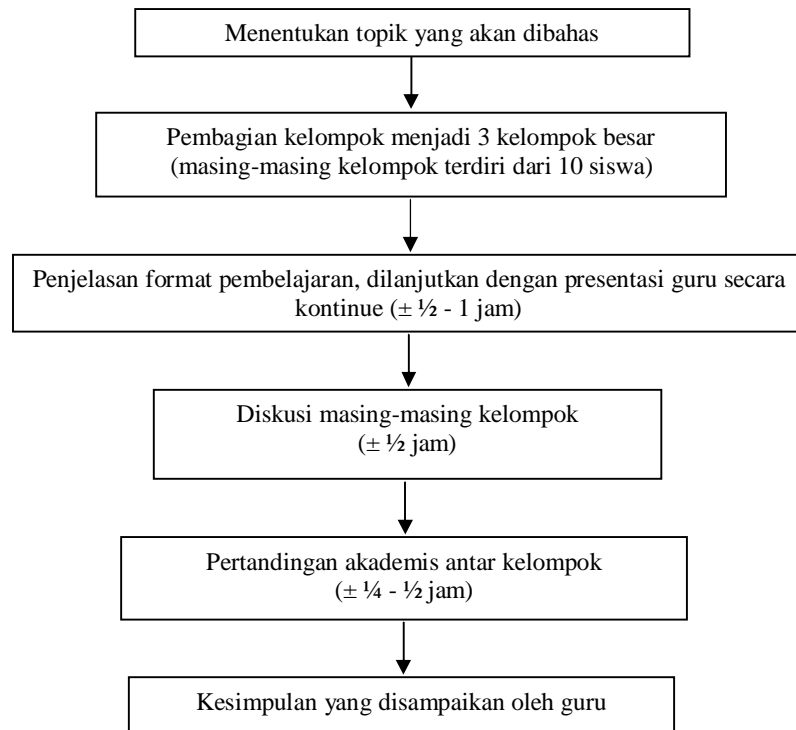 Menentukan topik yang akan dibahas
Pembagian kelompok menjadi 3 kelompok besar
(masing-masing kelompok terdiri dari 10 siswa)
Penjelasan format pembelajaran, dilanjutkan dengan presentasi guru secara
kontinue (± ½ - 1 jam)
Diskusi masing-masing kelompok
(± ½ jam)
Pertandingan akademis antar kelompok
(± ¼ - ½ jam)
Kesimpulan yang disampaikan oleh guru